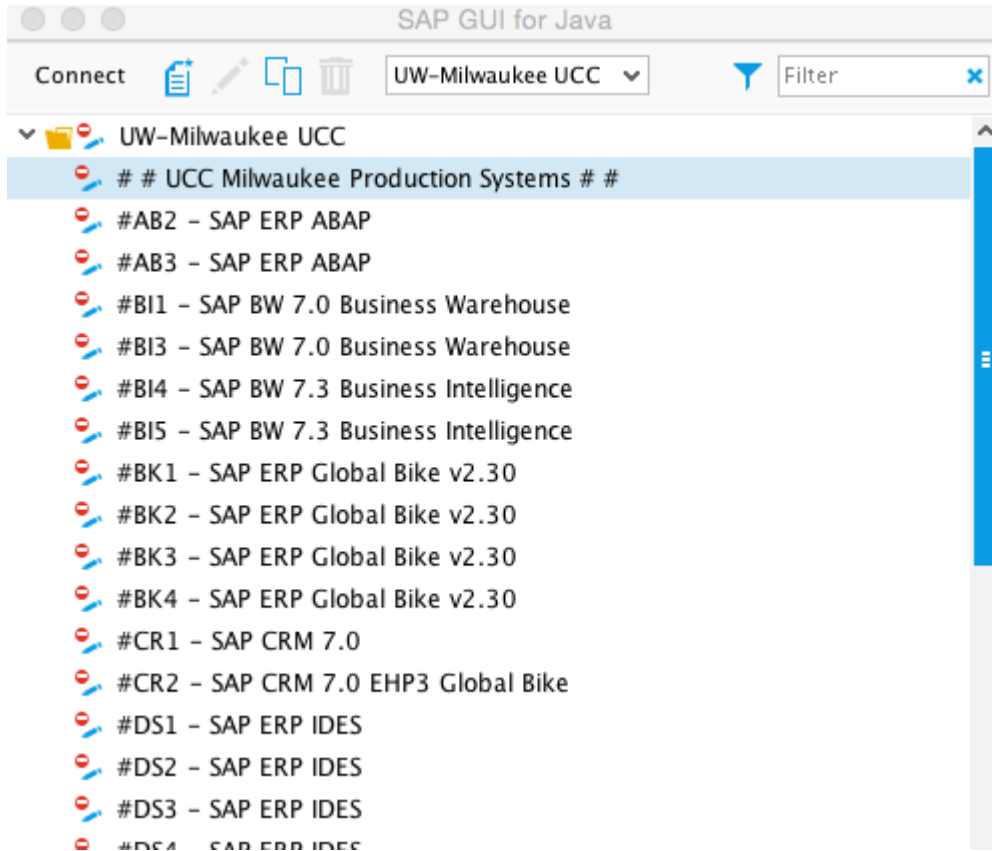 SAP GUI for Java
Connect UW-Milwaukee UCC Filter
UW-Milwaukee UCC
# # UCC Milwaukee Production Systems # #
#AB2 – SAP ERP ABAP
#AB3 – SAP ERP ABAP
#BI1 – SAP BW 7.0 Business Warehouse
#BI3 – SAP BW 7.0 Business Warehouse
#BI4 – SAP BW 7.3 Business Intelligence
#BI5 – SAP BW 7.3 Business Intelligence
#BK1 – SAP ERP Global Bike v2.30
#BK2 – SAP ERP Global Bike v2.30
#BK3 – SAP ERP Global Bike v2.30
#BK4 – SAP ERP Global Bike v2.30
#CR1 – SAP CRM 7.0
#CR2 – SAP CRM 7.0 EHP3 Global Bike
#DS1 – SAP ERP IDES
#DS2 – SAP ERP IDES
#DS3 – SAP ERP IDES
#DS4 – SAP ERP IDES